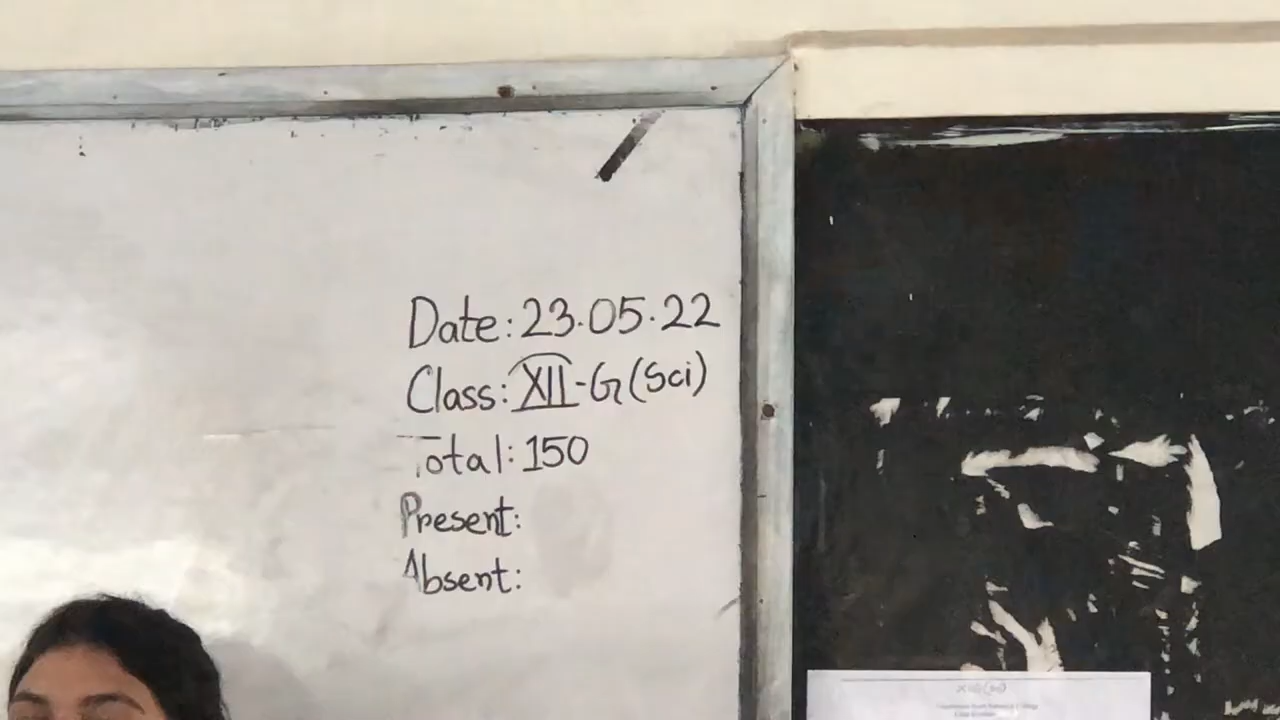 Date: 23.05.22
Class: XII-G (Sci)
Total: 150
Present:
Absent: